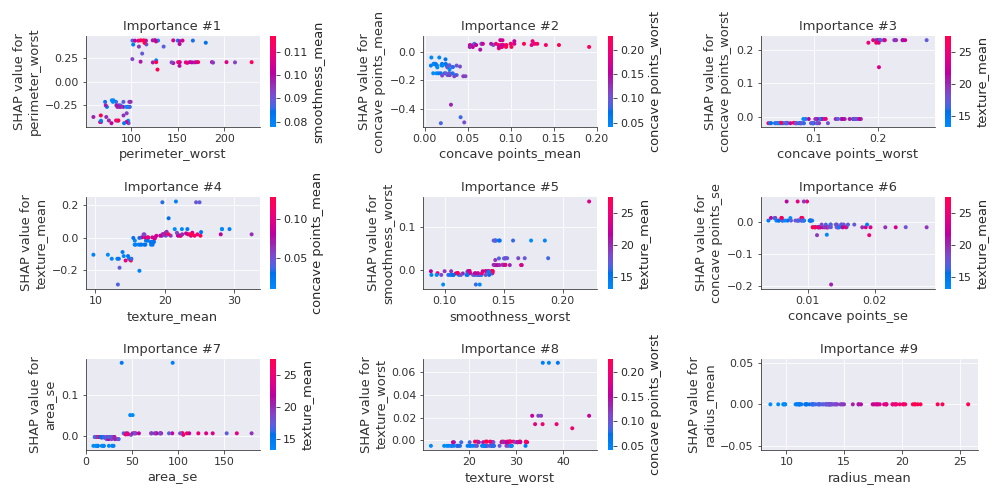 Importance #1
SHAP value for
perimeter_worst
0.25
0.00
−0.25
100
150
200
perimeter_worst
0.11
0.10
0.09
0.08
smoothness_mean
Importance #2
SHAP value for
concave points_mean
0.0
−0.2
−0.4
0.00
0.05
0.10
0.15
0.20
concave points_mean
0.20
0.15
0.10
0.05
concave points_worst
Importance #3
SHAP value for
concave points_worst
0.2
0.1
0.0
0.1
0.2
concave points_worst
25
20
15
texture_mean
Importance #4
SHAP value for
texture_mean
0.2
0.0
−0.2
10
20
30
texture_mean
0.10
0.05
concave points_mean
Importance #5
SHAP value for
smoothness_worst
0.1
0.0
0.10
0.15
0.20
smoothness_worst
25
20
15
texture_mean
Importance #6
SHAP value for
concave points_se
0.0
−0.1
−0.2
0.01
0.02
concave points_se
25
20
15
texture_mean
Importance #7
SHAP value for
area_se
0.1
0.0
0
50
100
150
area_se
25
20
15
texture_mean
Importance #8
SHAP value for
texture_worst
0.06
0.04
0.02
0.00
20
30
40
texture_worst
0.20
0.15
0.10
0.05
concave points_worst
Importance #9
SHAP value for
radius_mean
0.05
0.00
−0.05
10
15
20
25
radius_mean